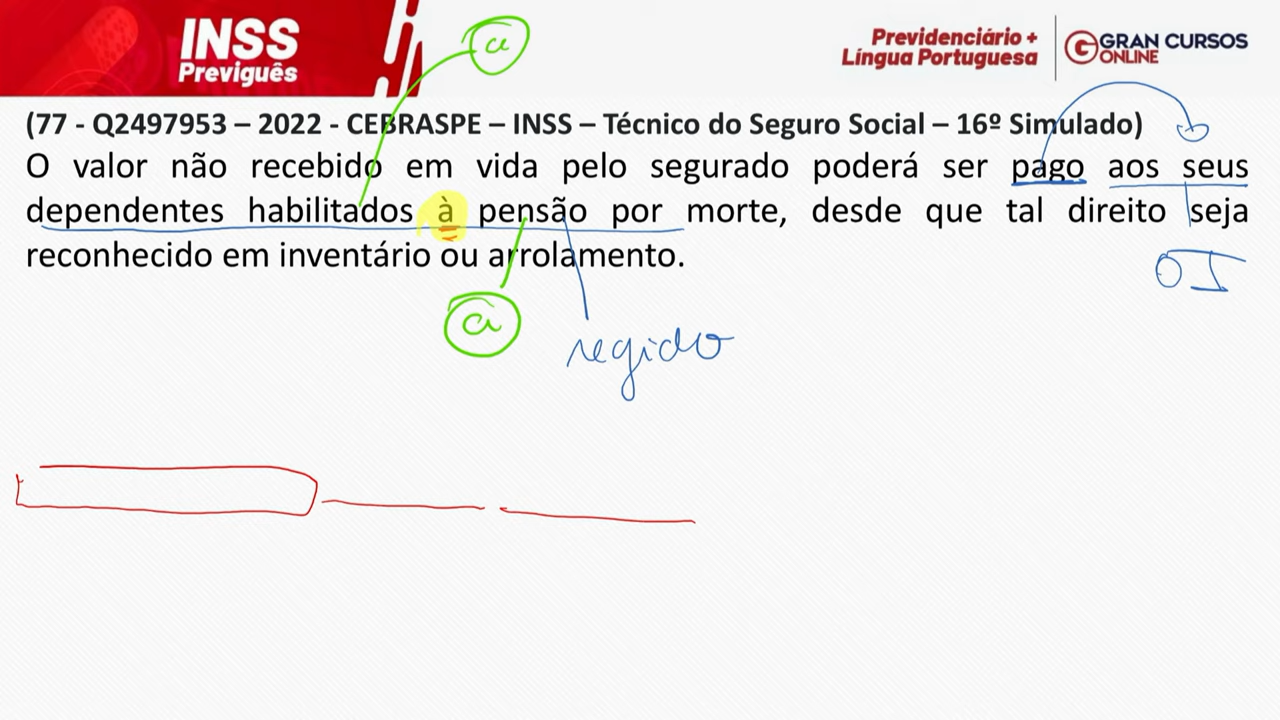 INSS
Previguês
Previdenciário +
Língua Portuguesa
GRAN CURSOS
ONLINE
a
(77 - Q2497953 – 2022 - CEBRASPE – INSS – Técnico do Seguro Social – 16º Simulado)
O valor não recebido em vida pelo segurado poderá ser pago aos seus
dependentes habilitados à pensão por morte, desde que tal direito seja
reconhecido em inventário ou arrolamento.
OI
a
regido